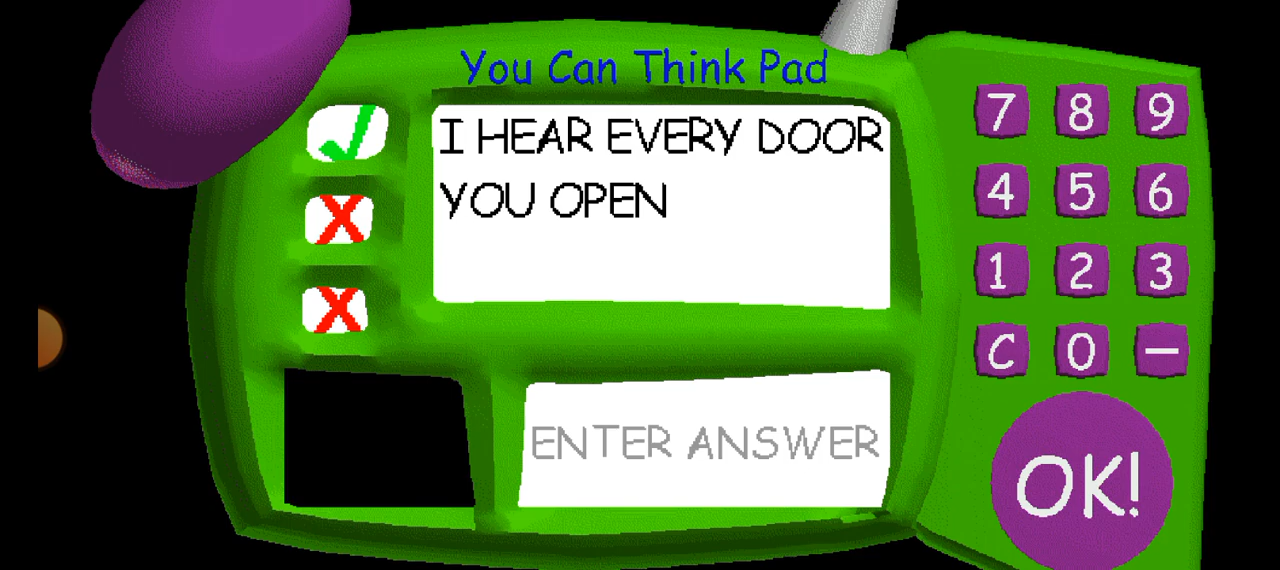 You Can Think Pad
I HEAR EVERY DOOR
YOU OPEN
ENTER ANSWER
7 8 9
4 5 6
1 2 3
C 0 –
OK!